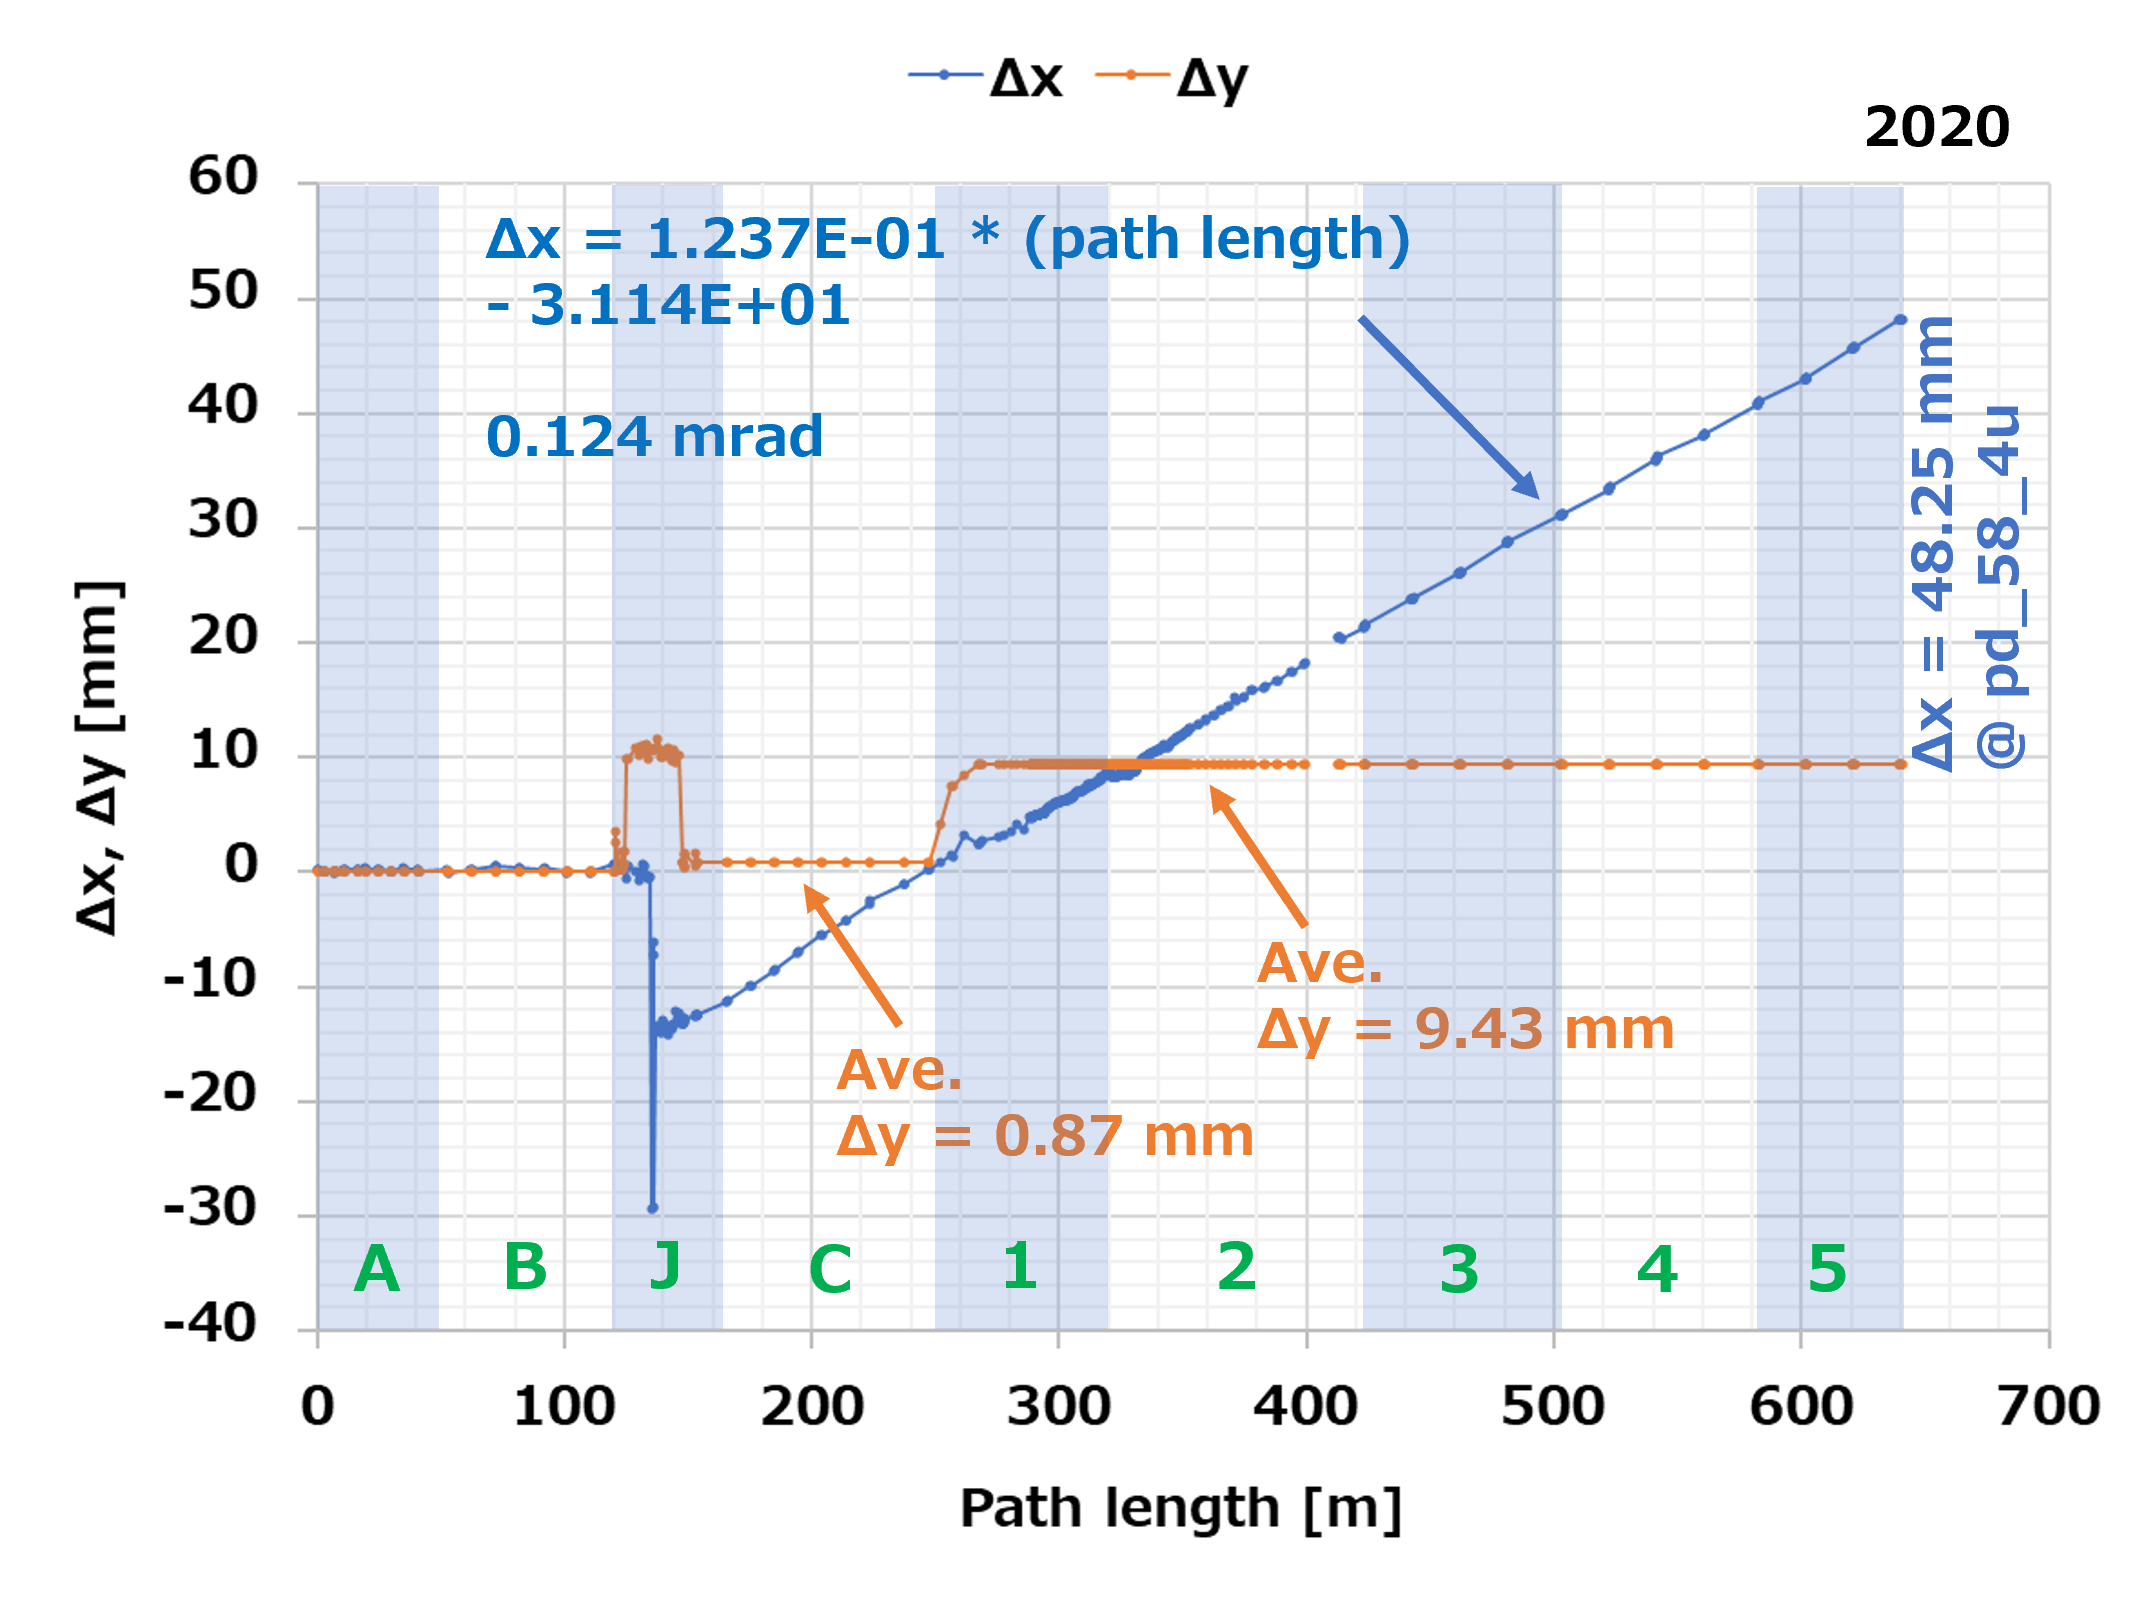 Δx Δy
2020
60
50
40
30
20
10
0
-10
-20
-30
-40
Δx, Δy [mm]
Δx = 1.237E-01 * (path length)
- 3.114E+01
0.124 mrad
Δx = 48.25 mm
@ pd_58_4u
Ave.
Δy = 9.43 mm
Ave.
Δy = 0.87 mm
A B J C 1 2 3 4 5
0 100 200 300 400 500 600 700
Path length [m]